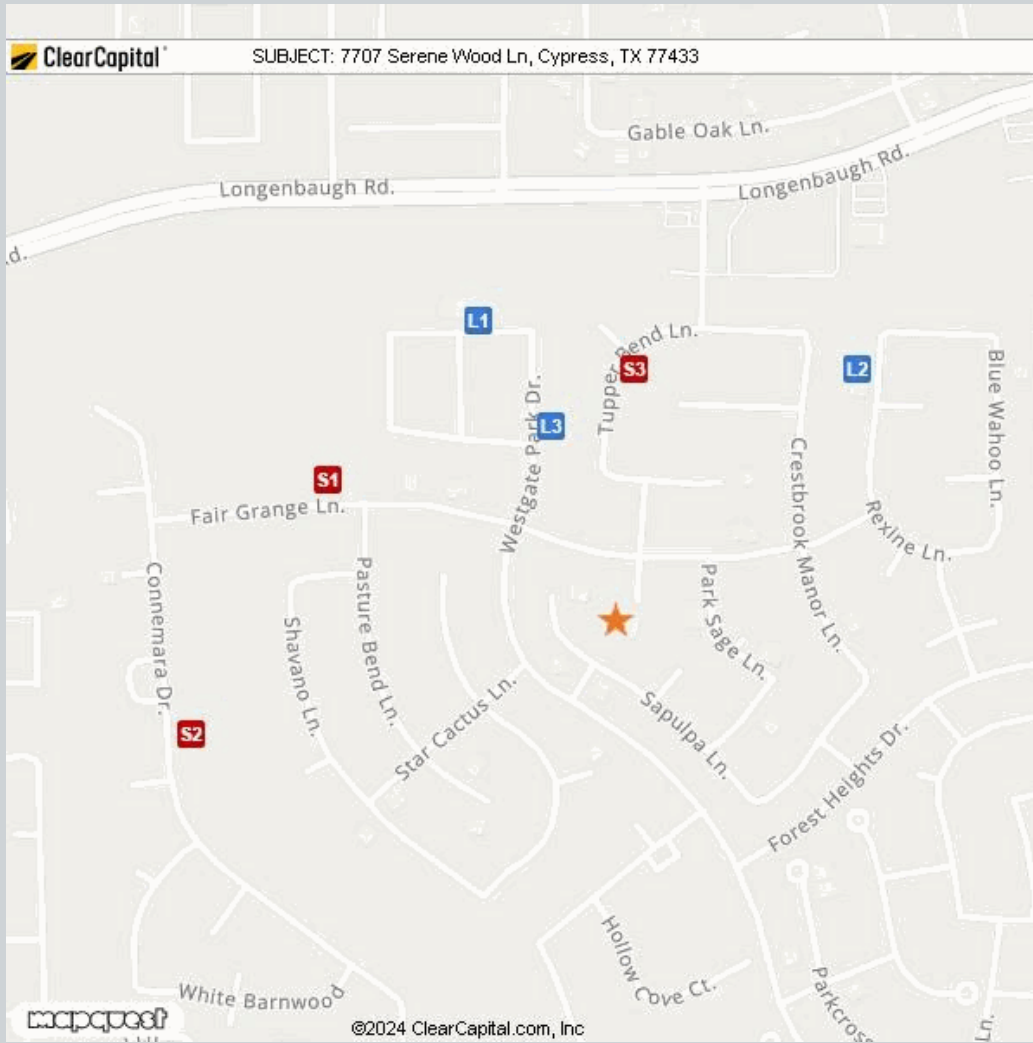 ClearCapital
SUBJECT: 7707 Serene Wood Ln, Cypress, TX 77433
Gable Oak Ln.
Longenbaugh Rd.
Longenbaugh Rd.
L1
Tupper Bend Ln.
S3
L2
Blue Wahoo Ln.
Westgate Park Dr.
L3
Crestbrook Manor Ln.
S1
Fair Grange Ln.
Rexine Ln.
Connemara Dr.
Pasture Bend Ln.
Park Sage Ln.
Shavano Ln.
Star Cactus Ln.
Sapulpa Ln.
S2
Forest Heights Dr.
Hollow Cove Ct.
White Barnwood
Parkcross
Ln.
mapquest
©2024 ClearCapital.com, Inc